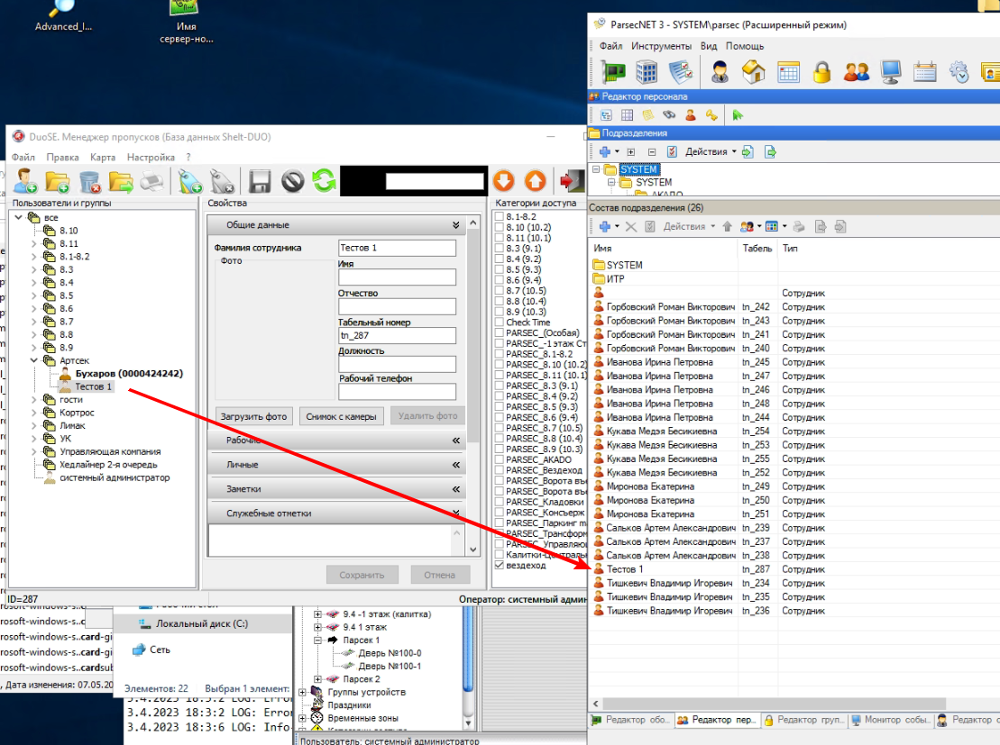 Advanced_I...
Имя
сервер-но...
DuoSE. Менеджер пропусков (База данных Shelt-DUO)
Файл Правка Карта Настройка ?
Пользователи и группы
все
8.10
8.11
8.1-8.2
8.3
8.4
8.5
8.6
8.7
8.8
8.9
Артсек
Бухаров (0000424242)
Тестов 1
гости
Кортрос
Лимак
УК
Управляющая компания
Хедлайнер 2-я очередь
системный администратор
ID=287
Свойства
Общие данные
Фамилия сотрудника
Тестов 1
Фото
Имя
Отчество
Табельный номер
tn_287
Должность
Рабочий телефон
Загрузить фото Снимок с камеры Удалить фото
Рабочие
Личные
Заметки
Служебные отметки
Сохранить Отмена
Оператор: системный админ
Категории доступа
8.1-8.2
8.10 (10.2)
8.11 (10.1)
8.3 (9.1)
8.4 (9.2)
8.5 (9.3)
8.6 (9.4)
8.7 (10.5)
8.8 (10.4)
8.9 (10.3)
Check Time
PARSEC_(Особая)
PARSEC_-1 этаж Ст
PARSEC_8.1-8.2
PARSEC_8.10 (10.2)
PARSEC_8.11 (10.1)
PARSEC_8.3 (9.1)
PARSEC_8.4 (9.2)
PARSEC_8.5 (9.3)
PARSEC_8.6 (9.4)
PARSEC_8.7 (10.5)
PARSEC_8.8 (10.4)
PARSEC_8.9 (10.3)
PARSEC_AKADO
PARSEC_Вездеход
PARSEC_Ворота въе
PARSEC_Ворота въе
PARSEC_Кладовки
PARSEC_Консьерж
PARSEC_Паркинг ма
PARSEC_Трансформ
PARSEC_Управляющ
Калитки-Централь
вездеход
ParsecNET 3 - SYSTEM\parsec (Расширенный режим)
Файл Инструменты Вид Помощь
Редактор персонала
Подразделения
Действия
SYSTEM
SYSTEM
АКАДО
Состав подразделения (26)
Действия
Имя Табель Тип
SYSTEM
ИТР
Сотрудник
Горбовский Роман Викторович tn_242 Сотрудник
Горбовский Роман Викторович tn_243 Сотрудник
Горбовский Роман Викторович tn_241 Сотрудник
Горбовский Роман Викторович tn_240 Сотрудник
Иванова Ирина Петровна tn_245 Сотрудник
Иванова Ирина Петровна tn_247 Сотрудник
Иванова Ирина Петровна tn_246 Сотрудник
Иванова Ирина Петровна tn_248 Сотрудник
Иванова Ирина Петровна tn_244 Сотрудник
Кукава Медэя Бесикиевна tn_254 Сотрудник
Кукава Медэя Бесикиевна tn_253 Сотрудник
Кукава Медэя Бесикиевна tn_255 Сотрудник
Кукава Медэя Бесикиевна tn_252 Сотрудник
Миронова Екатерина tn_249 Сотрудник
Миронова Екатерина tn_250 Сотрудник
Миронова Екатерина tn_251 Сотрудник
Сальков Артем Александрович tn_239 Сотрудник
Сальков Артем Александрович tn_237 Сотрудник
Сальков Артем Александрович tn_238 Сотрудник
Тестов 1 tn_287 Сотрудник
Тишкевич Владимир Игоревич tn_234 Сотрудник
Тишкевич Владимир Игоревич tn_235 Сотрудник
Тишкевич Владимир Игоревич tn_236 Сотрудник
Редактор обо... Редактор пер... Редактор груп... Монитор собы... Редактор
rosoft-windows-s..c
rosoft-windows-s..card-gi
rosoft-windows-s..card-gi
rosoft-windows-s..cardsub
Дата изменения: 07.05.20
Локальный диск (C:)
Сеть
Элементов: 22 Выбран 1 элемент:
3.4.2023 18:3:2 LOG: Erro
3.4.2023 18:3:2 LOG: Error
3.4.2023 18:3:6 LOG: Info-
9.4 -1 этаж (калитка)
9.4 1 этаж
Парсек 1
Дверь №100-0
Дверь №100-1
Парсек 2
Группы устройств
Праздники
Временные зоны
Пользователь: системный администратор